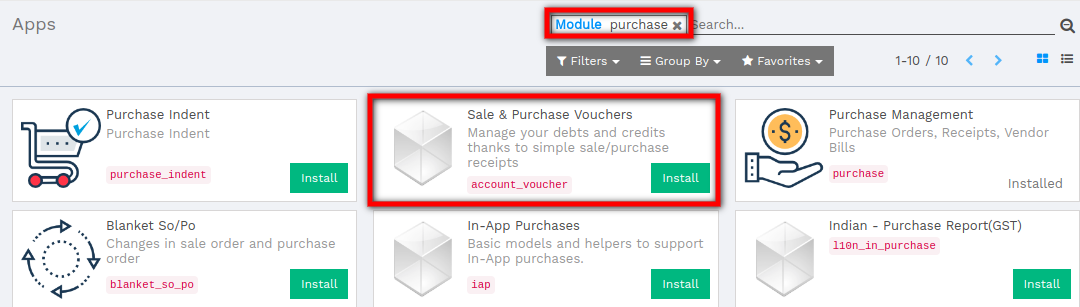 Apps
Module purchase × Search...
Filters Group By Favorites 1-10 / 10
Purchase Indent
Purchase Indent
purchase_indent
Install
Sale & Purchase Vouchers
Manage your debts and credits
thanks to simple sale/purchase
receipts
account_voucher
Install
Purchase Management
Purchase Orders, Receipts, Vendor
Bills
purchase
Installed
Blanket So/Po
Changes in sale order and purchase
order
blanket_so_po
Install
In-App Purchases
Basic models and helpers to support
In-App purchases.
iap
Install
Indian - Purchase Report(GST)
l10n_in_purchase
Install